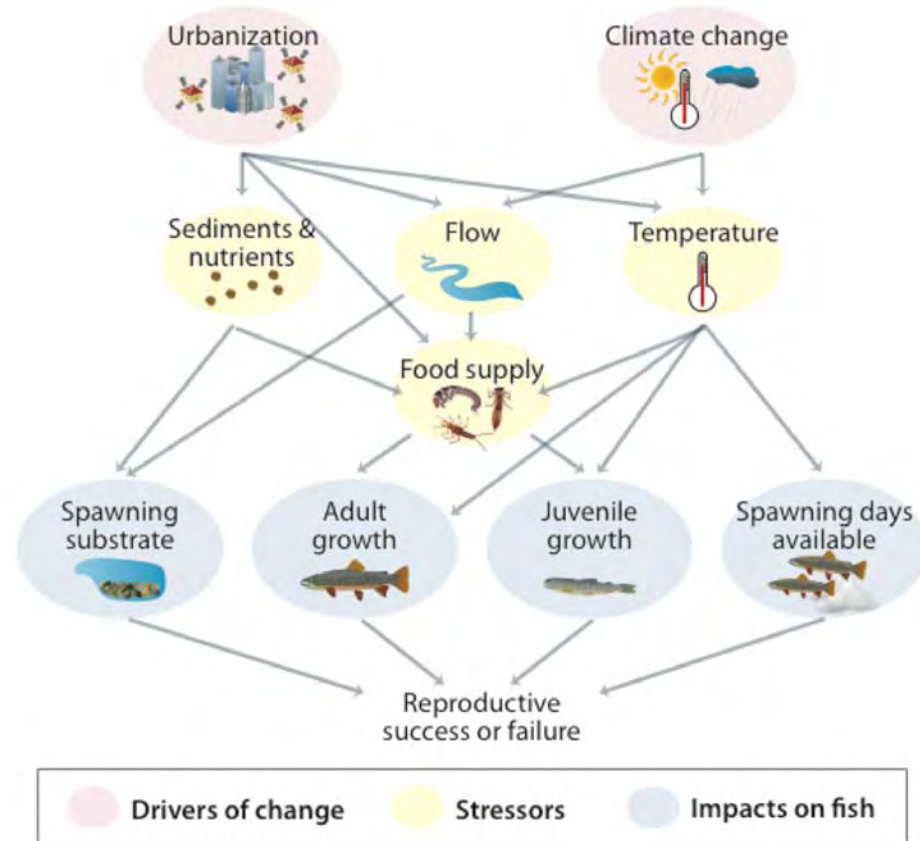 Urbanization
Climate change
Sediments &
nutrients
Flow
Temperature
Food supply
Spawning
substrate
Adult
growth
Juvenile
growth
Spawning days
available
Reproductive
success or failure
Drivers of change
Stressors
Impacts on fish